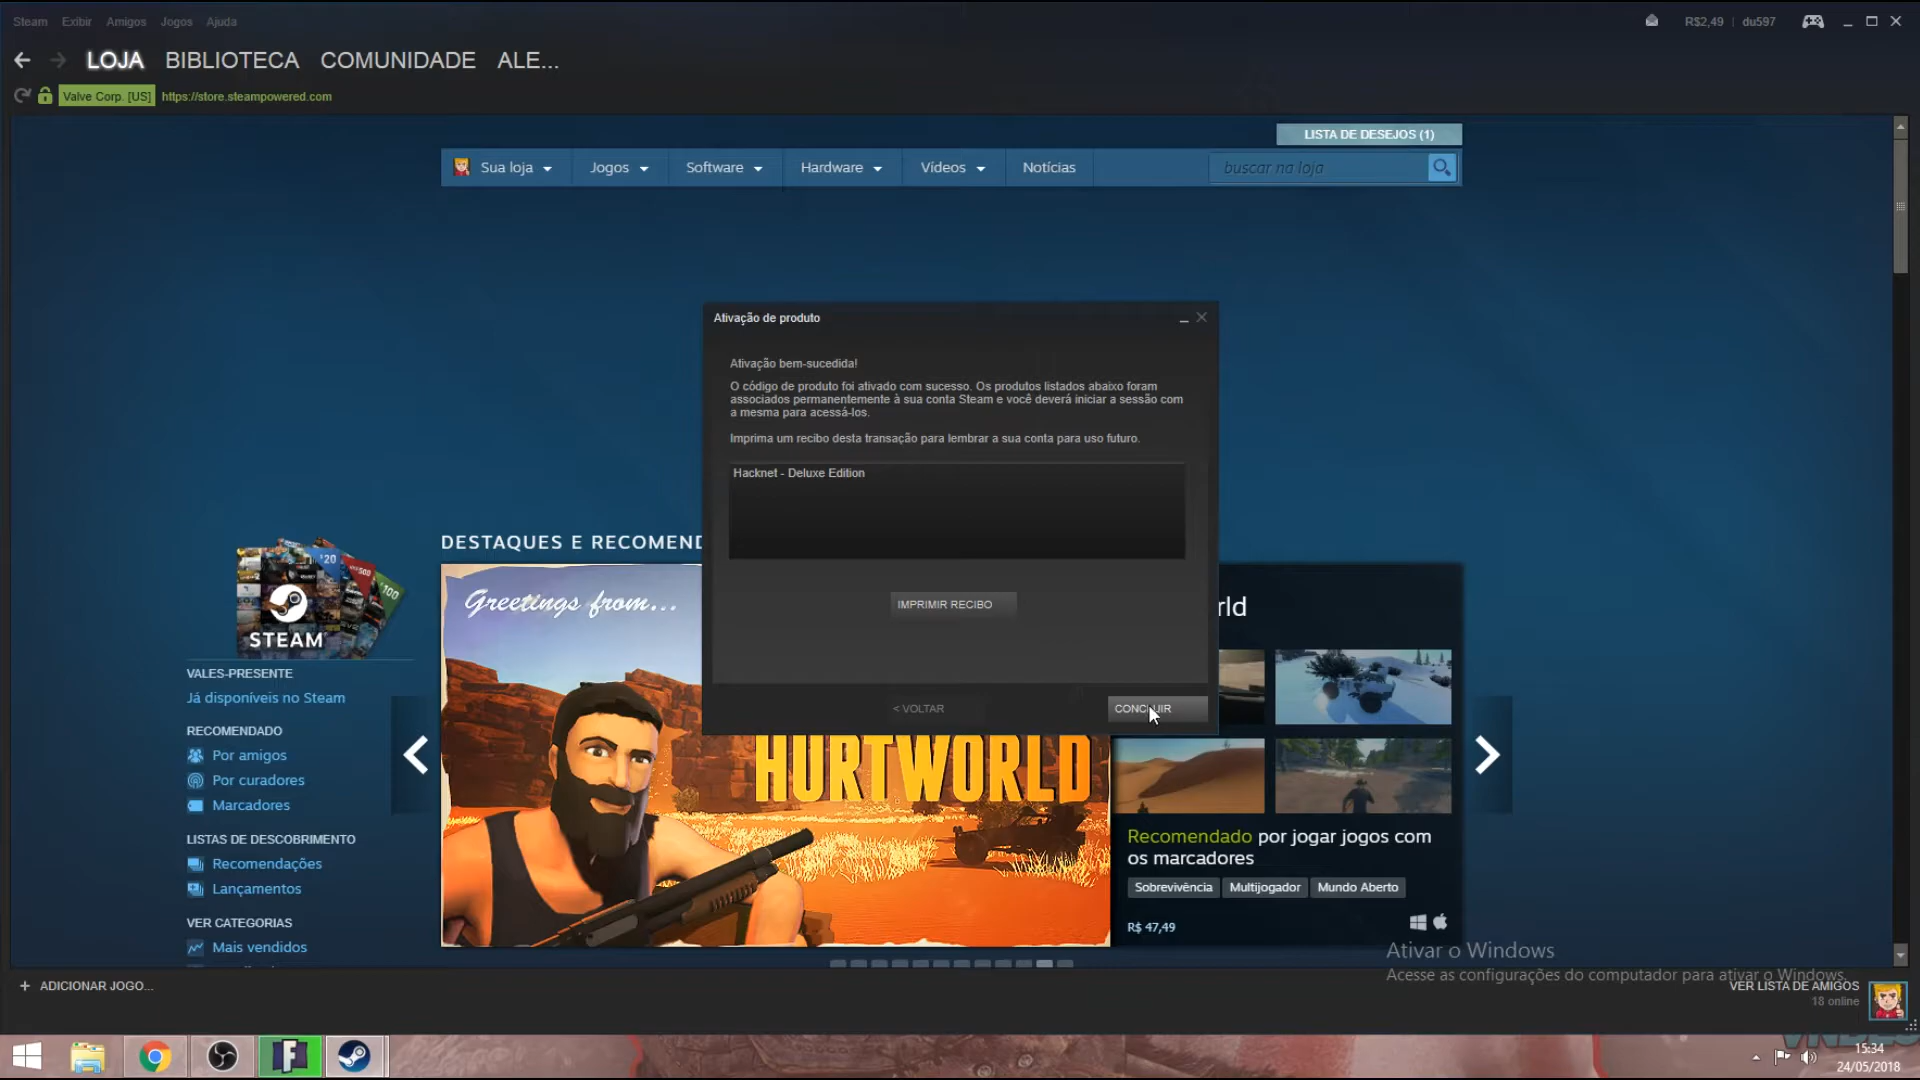 Steam Exibir Amigos Jogos Ajuda
R$2,49 du597
LOJA BIBLIOTECA COMUNIDADE ALE...
Valve Corp. [US] https://store.steampowered.com
LISTA DE DESEJOS (1)
Sua loja Jogos Software Hardware Vídeos Notícias buscar na loja
Ativação de produto
Ativação bem-sucedida!
O código de produto foi ativado com sucesso. Os produtos listados abaixo foram
associados permanentemente à sua conta Steam e você deverá iniciar a sessão com
a mesma para acessá-los.
Imprima um recibo desta transação para lembrar a sua conta para uso futuro.
Hacknet - Deluxe Edition
IMPRIMIR RECIBO
< VOLTAR
CONCLUIR
20
500
100
STEAM
VALES-PRESENTE
Já disponíveis no Steam
RECOMENDADO
Por amigos
Por curadores
Marcadores
LISTAS DE DESCOBRIMENTO
Recomendações
Lançamentos
VER CATEGORIAS
Mais vendidos
DESTAQUES E RECOMEND
Greetings from...
HURTWORLD
rld
Recomendado por jogar jogos com
os marcadores
Sobrevivência Multijogador Mundo Aberto
R$ 47,49
Ativar o Windows
Acesse as configurações do computador para ativar o Windows.
+ ADICIONAR JOGO...
VER LISTA DE AMIGOS
18 online
F
15:34
24/05/2018